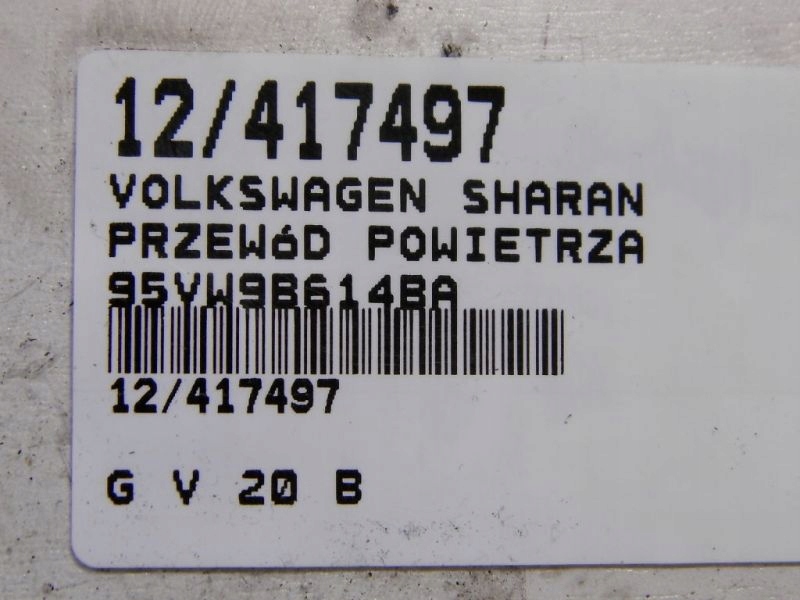 12/417497
VOLKSWAGEN SHARAN
PRZEWóD POWIETRZA
95VW9B614BA
12/417497
G V 20 B